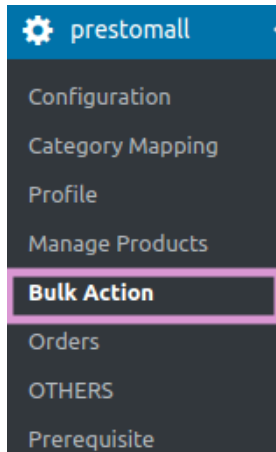 prestomall
Configuration
Category Mapping
Profile
Manage Products
Bulk Action
Orders
OTHERS
Prerequisite